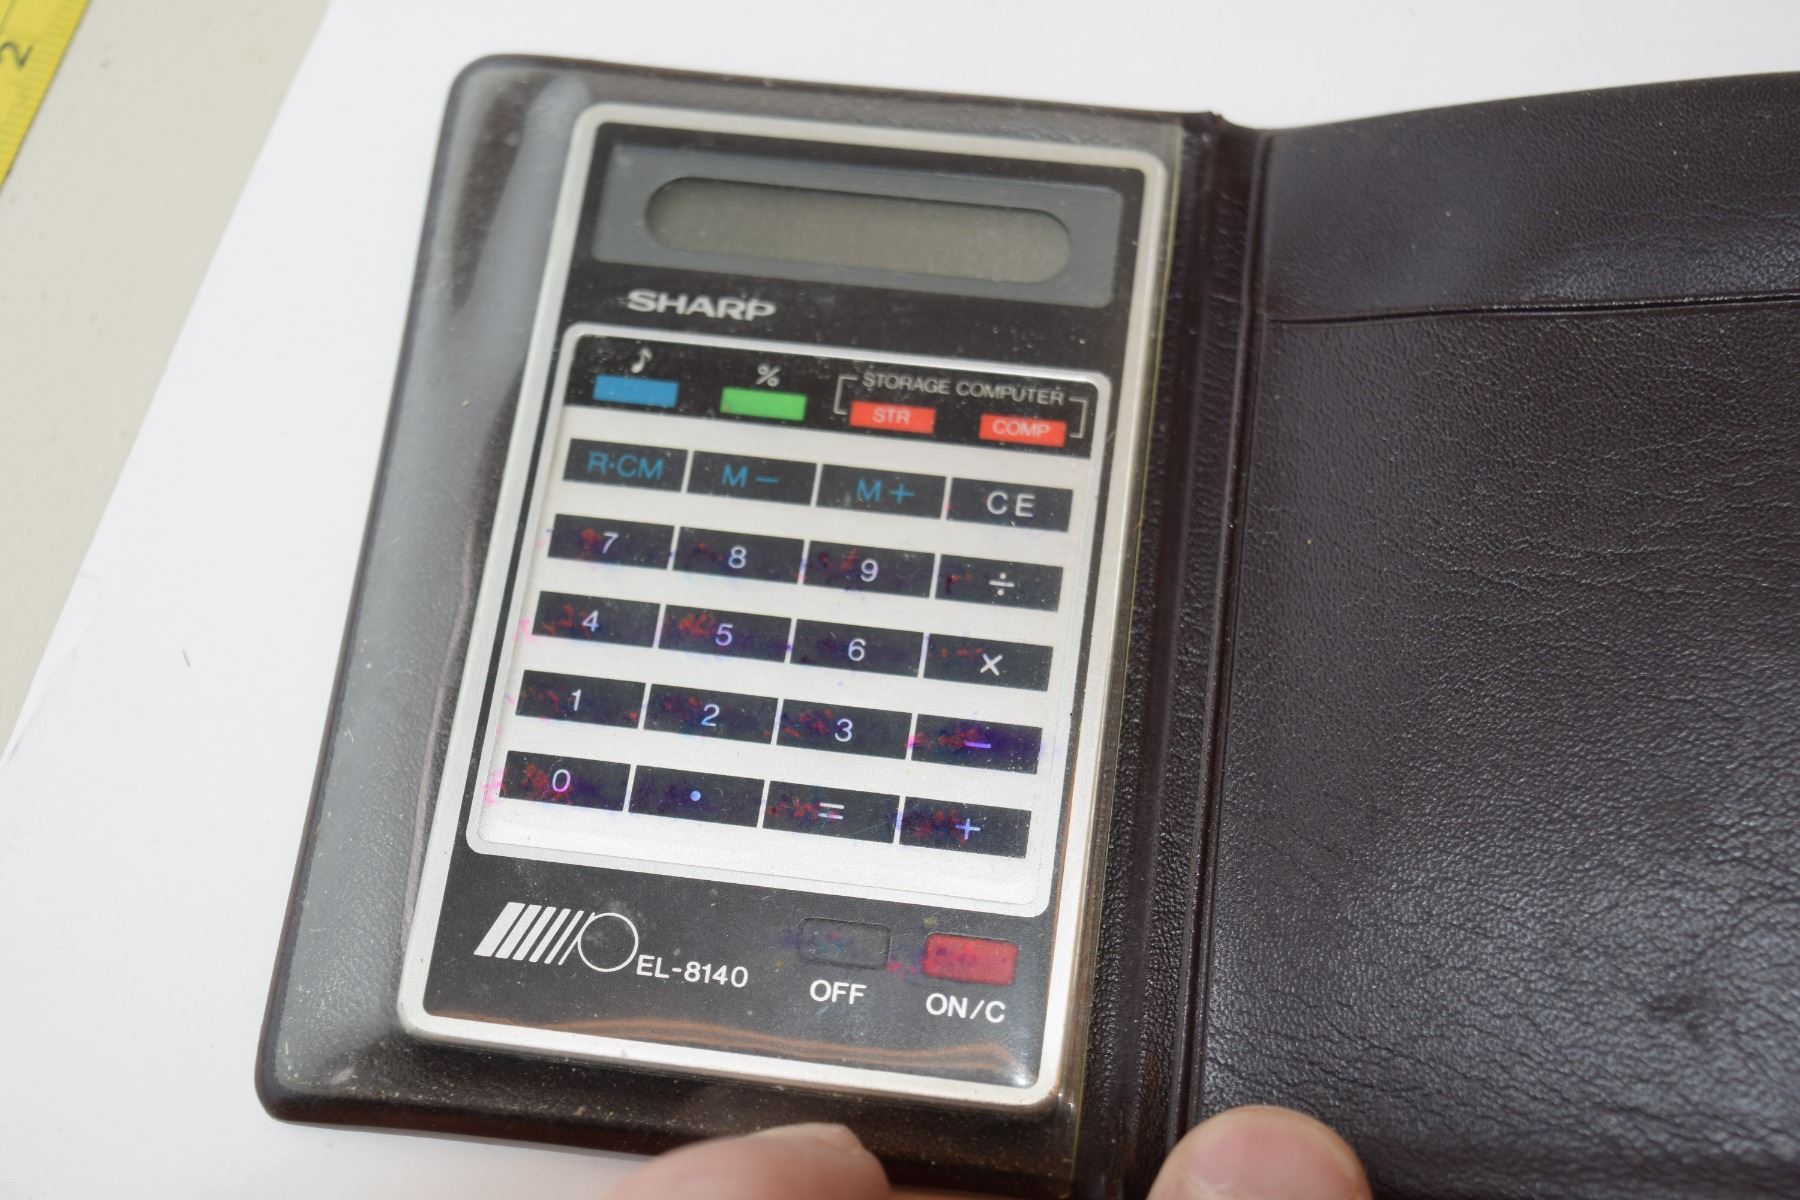 2
SHARP
♪ %
STORAGE COMPUTER
STR COMP
R·CM M− M+ CE
7 8 9 ÷
4 5 6 ×
1 2 3 −
0 . = +
EL-8140
OFF ON/C